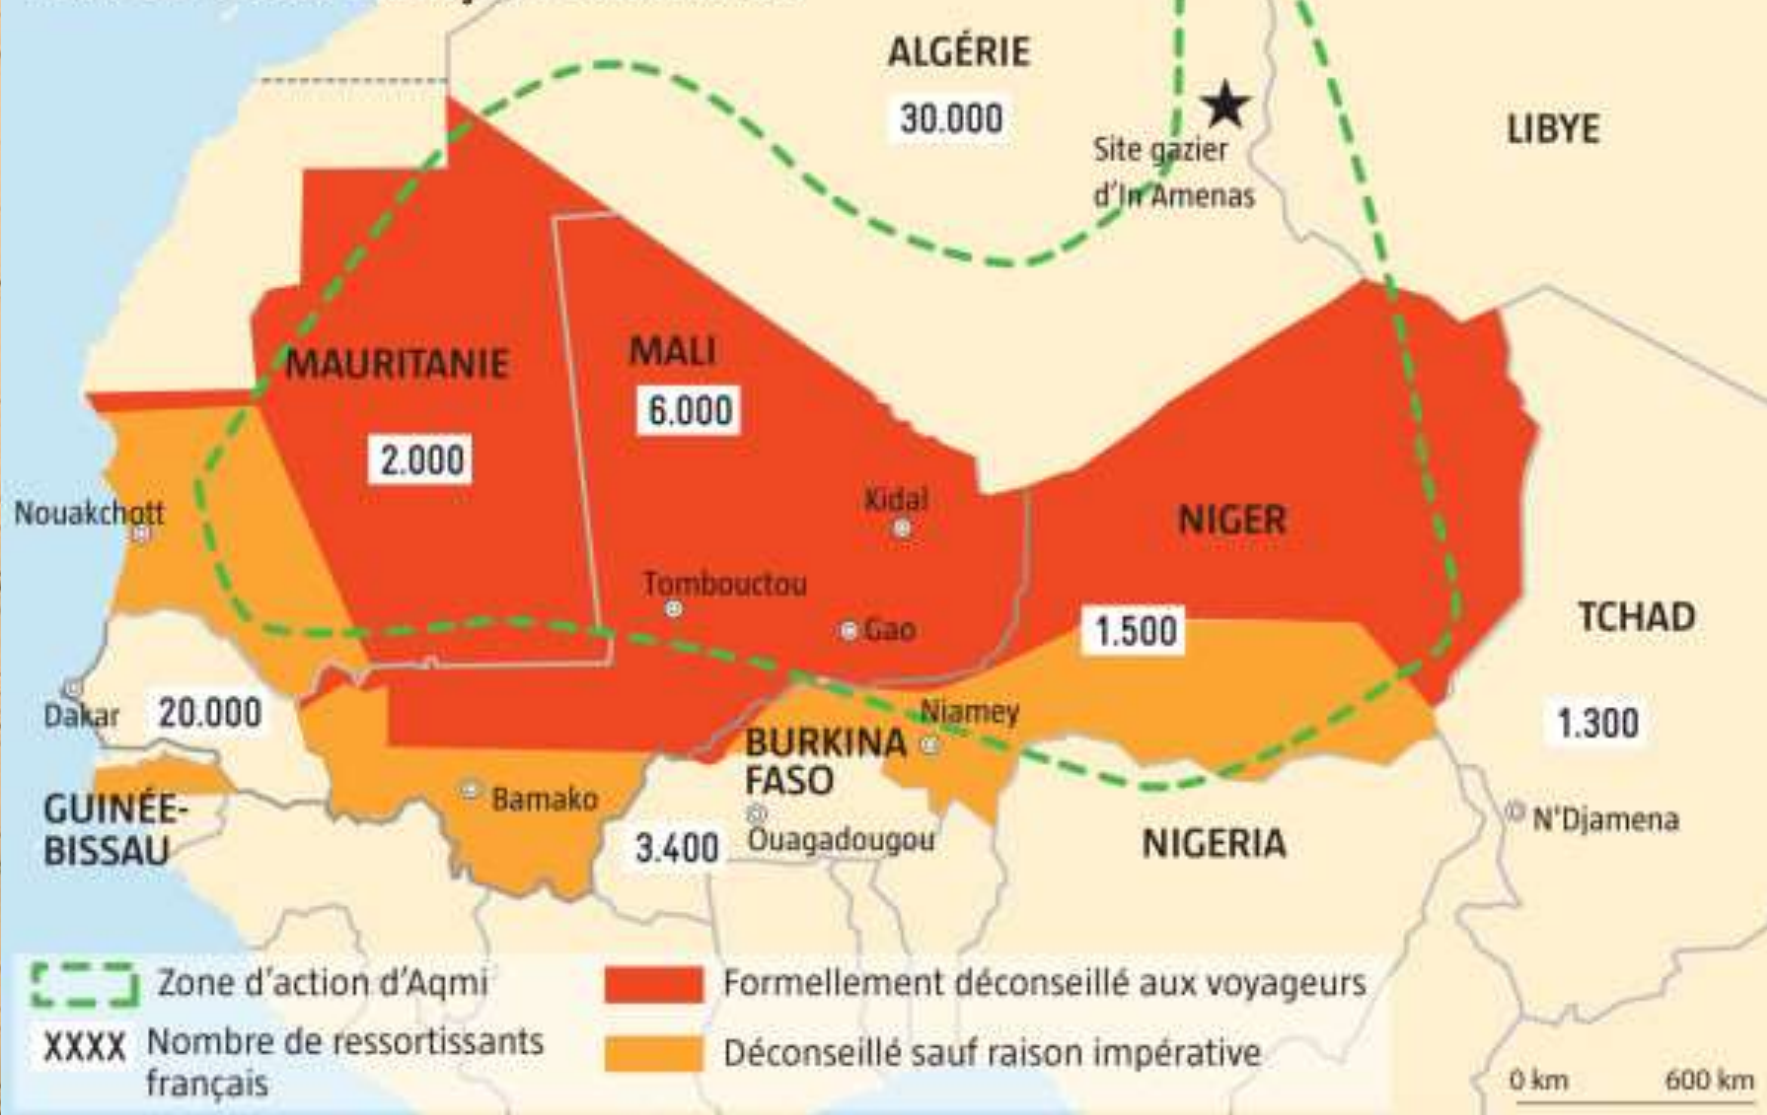 ALGÉRIE
30.000
LIBYE
Site gazier
d'In Amenas
MAURITANIE
2.000
MALI
6.000
Kidal
Nouakchott
NIGER
Tombouctou
Gao
1.500
TCHAD
1.300
Dakar
20.000
Niamey
BURKINA
FASO
GUINÉE-
BISSAU
Bamako
3.400
Ouagadougou
NIGERIA
N'Djamena
Zone d'action d'Aqmi
XXXX Nombre de ressortissants
français
Formellement déconseillé aux voyageurs
Déconseillé sauf raison impérative
0 km
600 km